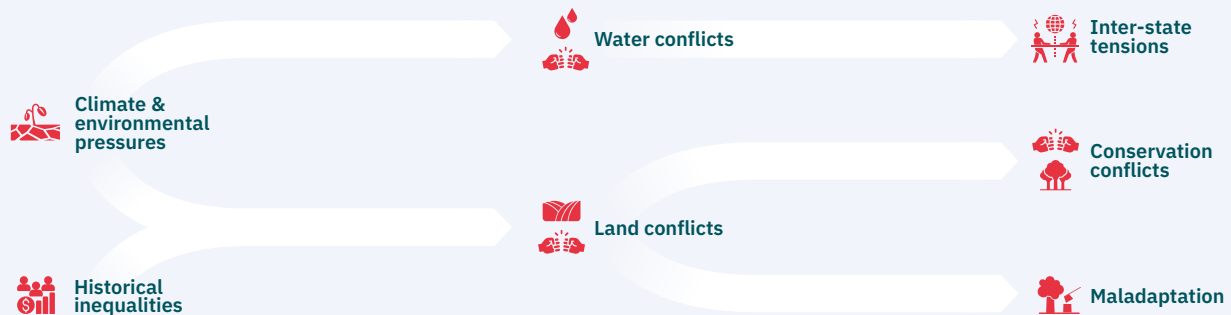 Climate &
environmental
pressures
Historical
inequalities
Water conflicts
Land conflicts
Inter-state
tensions
Conservation
conflicts
Maladaptation